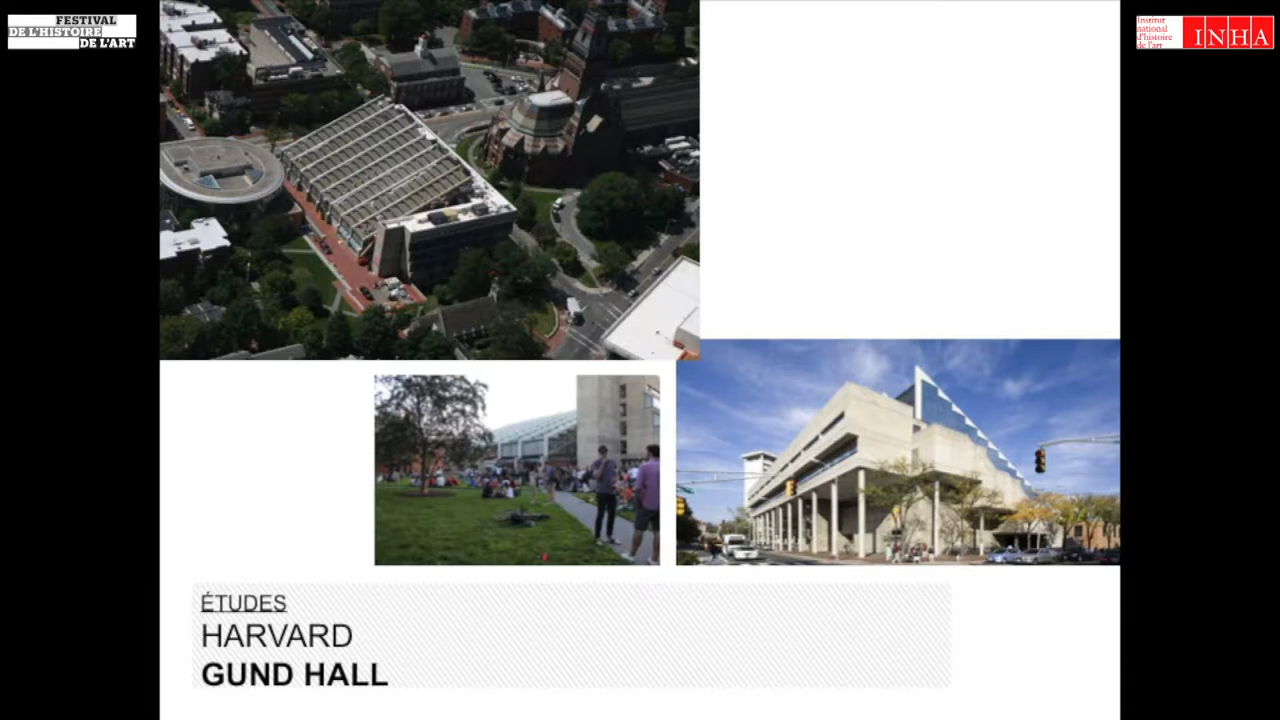 FESTIVAL
DE L'HISTOIRE
DE L'ART
Institut
national
d'histoire
de l'art
INHA
ÉTUDES
HARVARD
GUND HALL